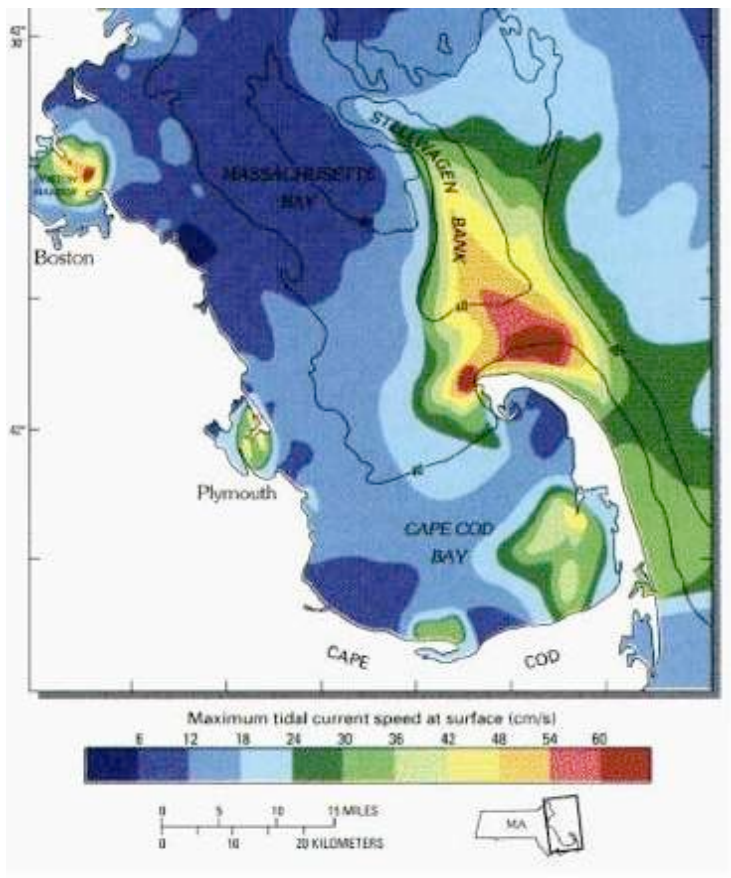 STELLWAGEN
BANK
MASSACHUSETTS
BAY
BOSTON
HARBOR
Boston
Plymouth
CAPE COD
BAY
CAPE
COD
Maximum tidal current speed at surface (cm/s)
6 12 18 24 30 36 42 48 54 60
0 5 10 15 MILES
0 10 20 KILOMETERS
MA